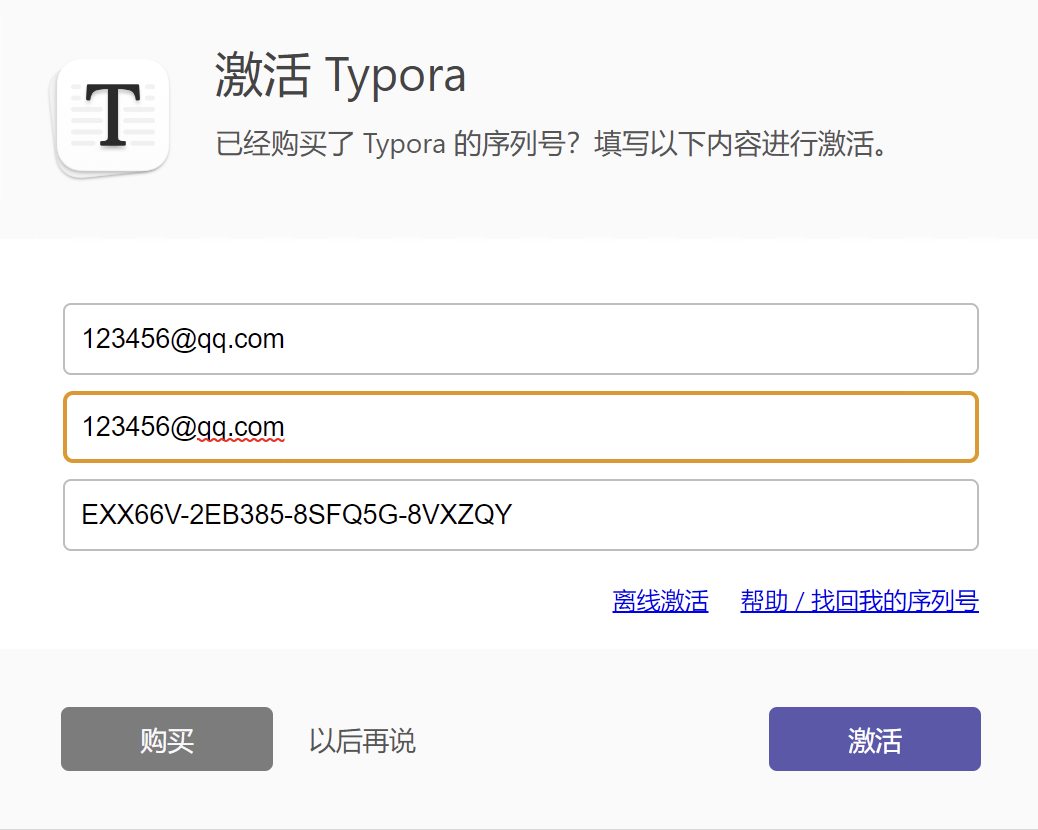 T
激活 Typora
已经购买了 Typora 的序列号？填写以下内容进行激活。
123456@qq.com
123456@qq.com
EXX66V-2EB385-8SFQ5G-8VXZQY
离线激活 帮助 / 找回我的序列号
购买 以后再说 激活